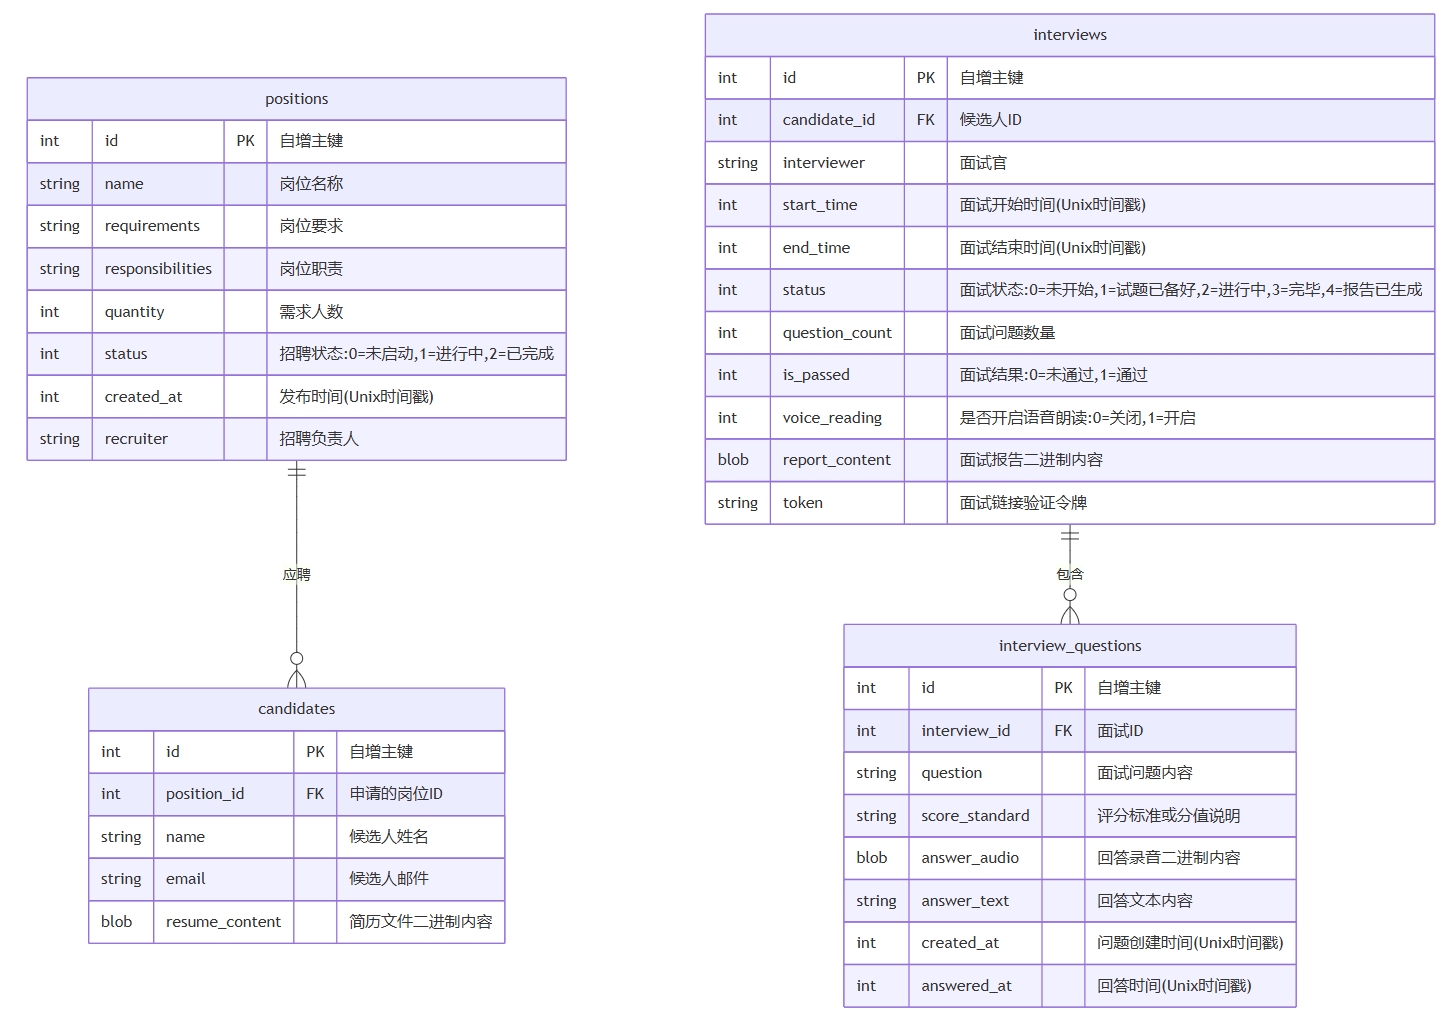 positions
int id PK 自增主键
string name 岗位名称
string requirements 岗位要求
string responsibilities 岗位职责
int quantity 需求人数
int status 招聘状态:0=未启动,1=进行中,2=已完成
int created_at 发布时间(Unix时间戳)
string recruiter 招聘负责人
应聘
candidates
int id PK 自增主键
int position_id FK 申请的岗位ID
string name 候选人姓名
string email 候选人邮件
blob resume_content 简历文件二进制内容
interviews
int id PK 自增主键
int candidate_id FK 候选人ID
string interviewer 面试官
int start_time 面试开始时间(Unix时间戳)
int end_time 面试结束时间(Unix时间戳)
int status 面试状态:0=未开始,1=试题已备好,2=进行中,3=完毕,4=报告已生成
int question_count 面试问题数量
int is_passed 面试结果:0=未通过,1=通过
int voice_reading 是否开启语音朗读:0=关闭,1=开启
blob report_content 面试报告二进制内容
string token 面试链接验证令牌
包含
interview_questions
int id PK 自增主键
int interview_id FK 面试ID
string question 面试问题内容
string score_standard 评分标准或分值说明
blob answer_audio 回答录音二进制内容
string answer_text 回答文本内容
int created_at 问题创建时间(Unix时间戳)
int answered_at 回答时间(Unix时间戳)